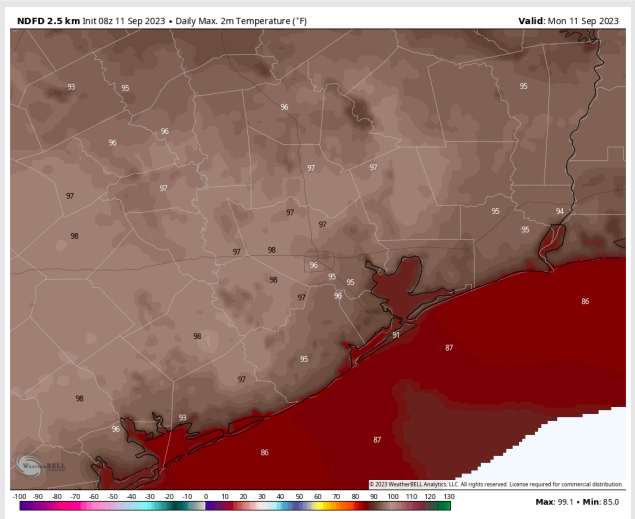 NDFD 2.5 km Init 08z 11 Sep 2023 • Daily Max. 2m Temperature (°F) Valid: Mon 11 Sep 2023
93 95 95
96
96 96
97 97 97
97
97 95 94
97 95
98
97 98
96
98 95 95
97 96 86
98 91
87
95
97
98
93
96
87
86
WeatherBELL
© 2023 WeatherBELL Analytics, LLC. All rights reserved. License required for commercial distribution.
-100 -90 -80 -70 -60 -50 -40 -30 -20 -10 0 10 20 30 40 50 60 70 80 90 100 110 120 130
Max: 99.1 • Min: 85.0